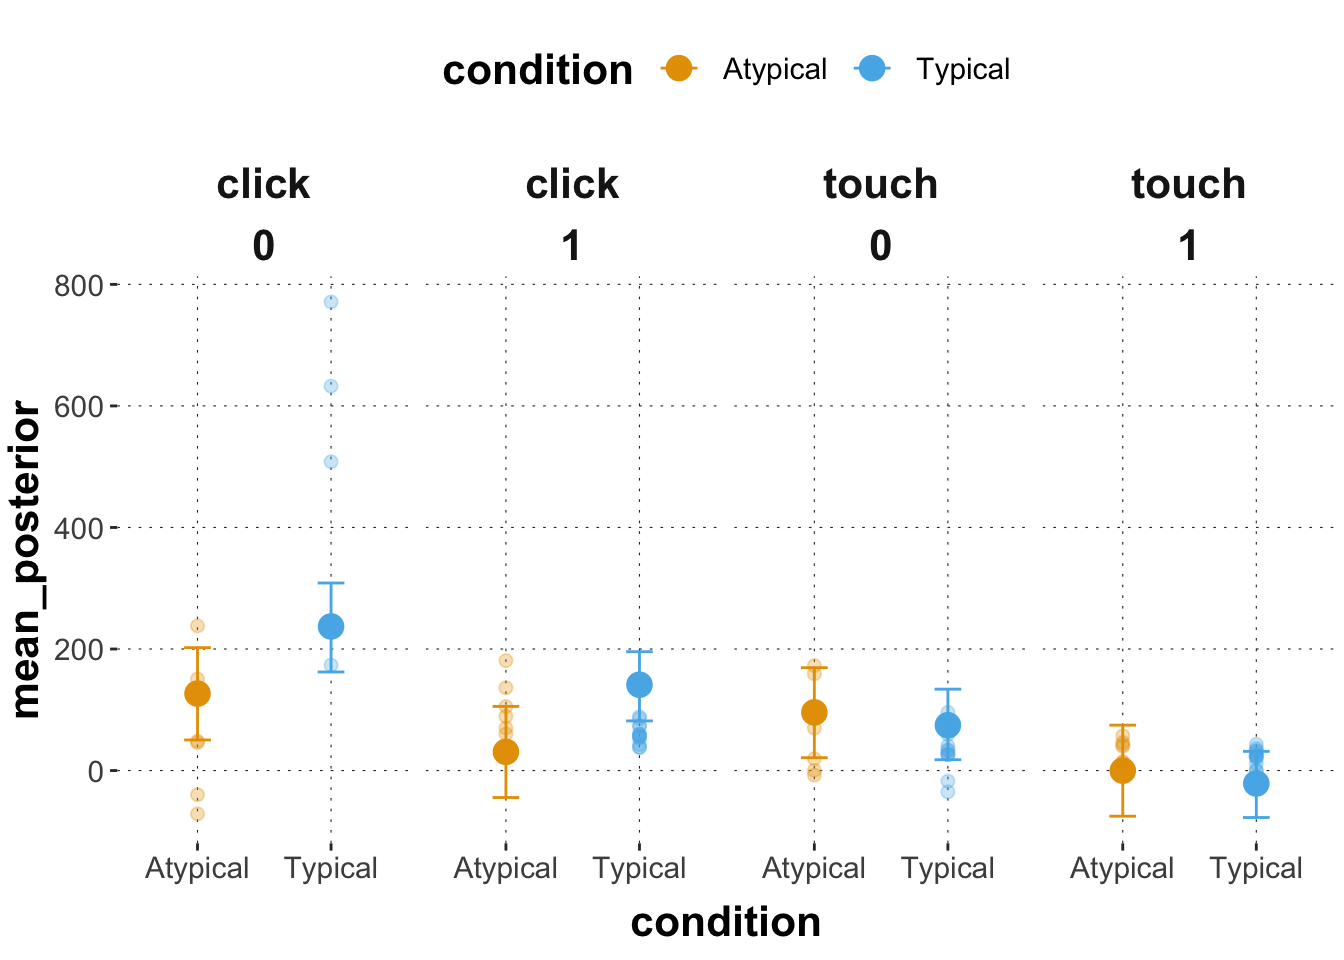 condition Atypical Typical
click click touch touch
0 1 0 1
800
600
400
200
0
mean_posterior
Atypical Typical Atypical Typical Atypical Typical Atypical Typical
condition